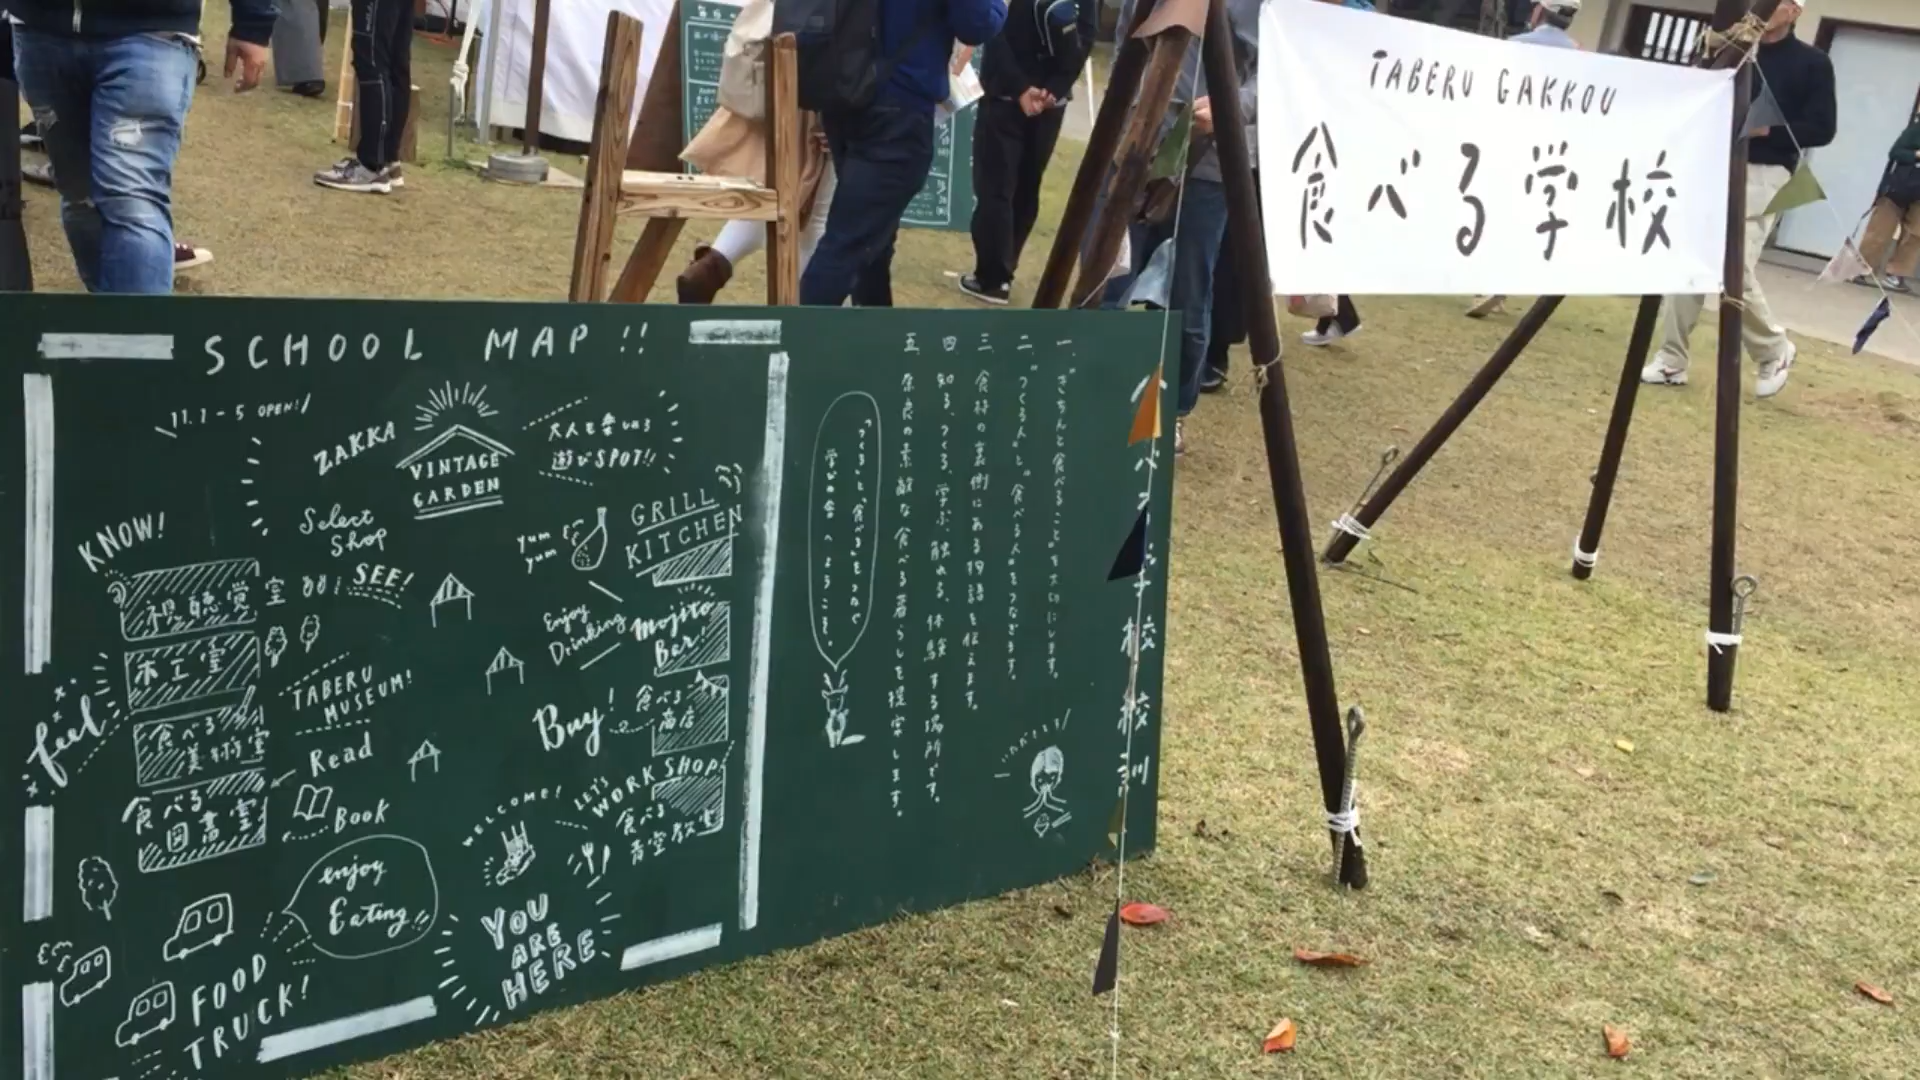 TABERU GAKKOU
食べる学校
SCHOOL MAP!!
11.1-5 OPEN!
ZAKKA
VINTAGE
GARDEN
大人も楽しめる
遊びSPOT!!
Select
Shop
yum
yum
GRILL
KITCHEN
KNOW!
視聴覚室
SEE!
木工室
Enjoy
Drinking
Mojito
Bar!
TABERU
MUSEUM!
feel
食べる
美術室
Buy!
食べる
商店
Read
Book
食べる
図書室
WELCOME!
LET'S
WORK SHOP
食べる
青空教室
enjoy
Eating
YOU
ARE
HERE
FOOD
TRUCK!
一、"きちんと食べること"を大切にします。
二、"つくる人"と"食べる人"をつなぎます。
三、食材の裏側にある物語を伝えます。
四、知る、つくる、学ぶ、触れる、体験する場所です。
五、奈良の素敵な食べる暮らしを提案します。
「つくる」と、「食べる」をつなぐ
学びの舎へようこそ。
いただきます